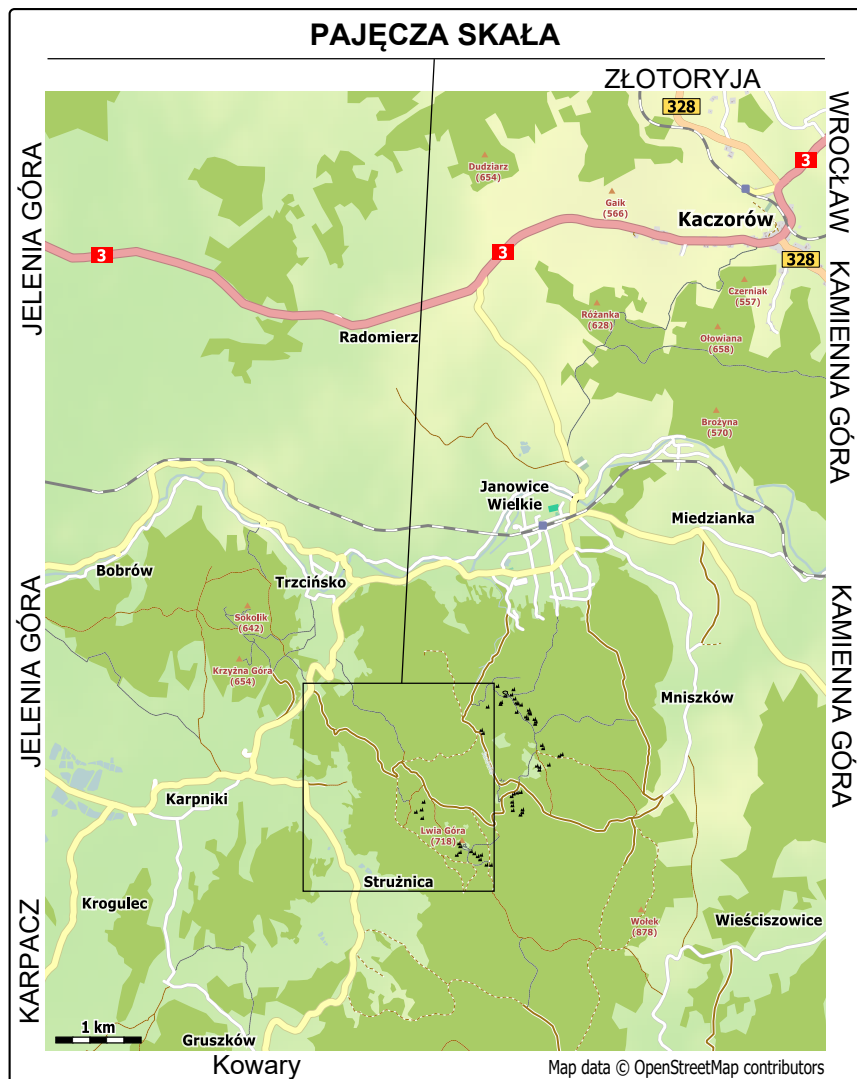 PAJĘCZA SKAŁA
ZŁOTORYJA
328
WROCŁAW
3
Dudziarz
(654)
Gaik
(566)
Kaczorów
JELENIA GÓRA
3
3
328
KAMIENNA GÓRA
Czerniak
(557)
Różanka
(628)
Ołowiana
(658)
Radomierz
Brożyna
(570)
Janowice
Wielkie
Miedzianka
Bobrów
Trzcińsko
JELENIA GÓRA
KAMIENNA GÓRA
Sokolik
(642)
Krzyżna Góra
(654)
Mniszków
Karpniki
Lwia Góra
(718)
Strużnica
Krogulec
KARPACZ
Wołek
(878)
Wieściszowice
1 km
Gruszków
Kowary
Map data © OpenStreetMap contributors